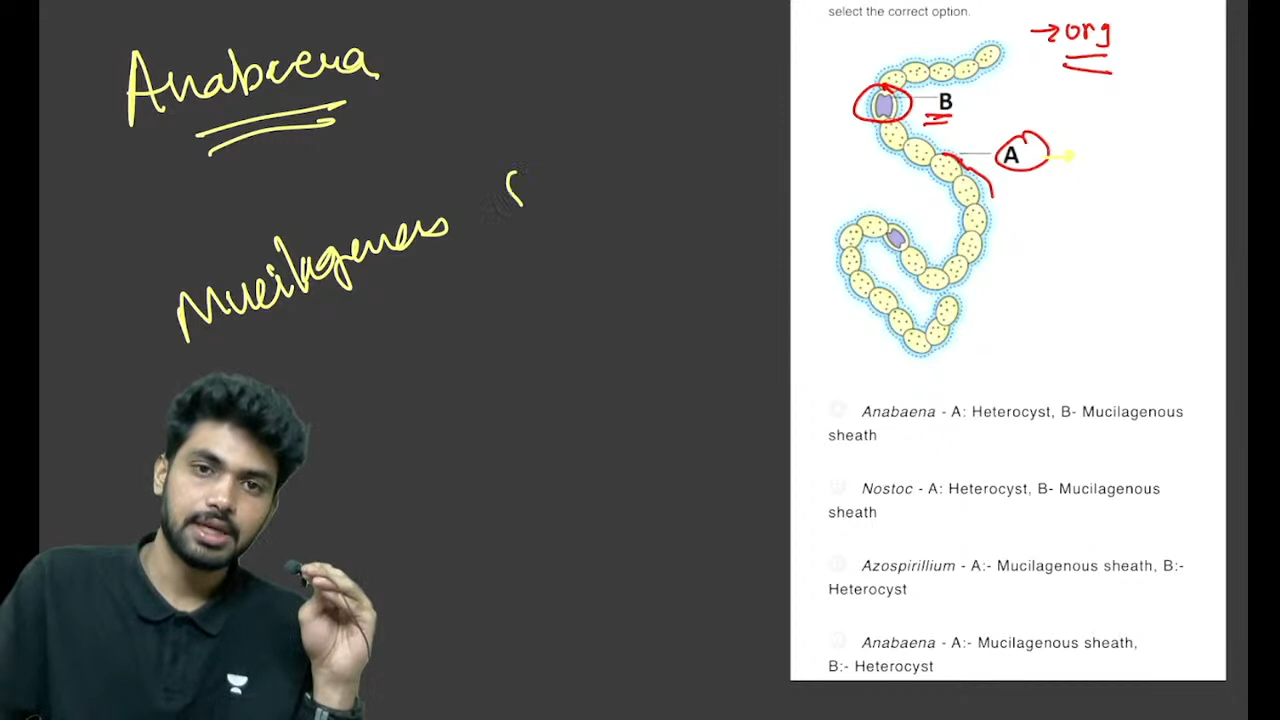 select the correct option.
Anabaena
→ org
B
A
Mucilagenous
Anabaena - A: Heterocyst, B- Mucilagenous
sheath
Nostoc - A: Heterocyst, B- Mucilagenous
sheath
Azospirillium - A:- Mucilagenous sheath, B:-
Heterocyst
Anabaena - A:- Mucilagenous sheath,
B:- Heterocyst